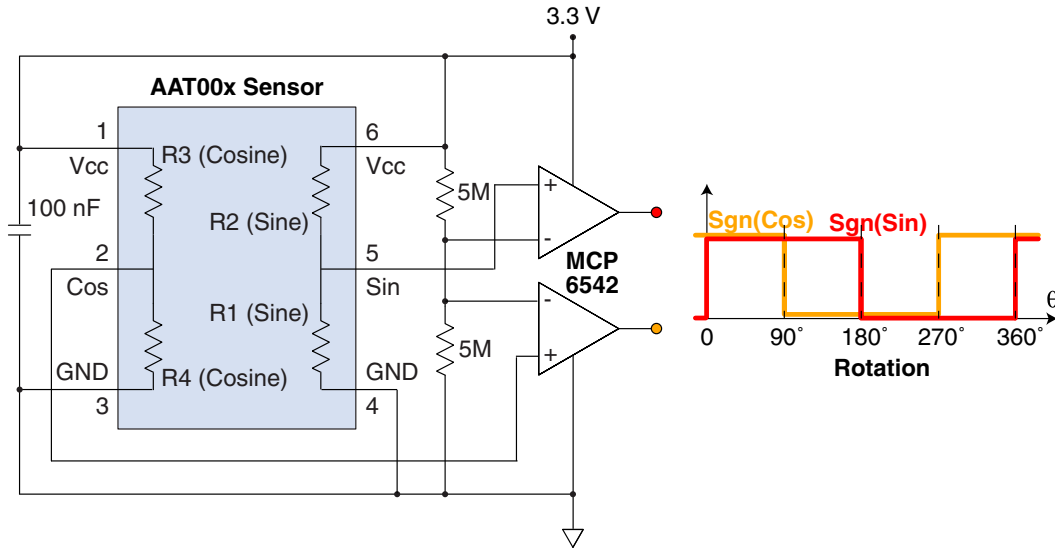 3.3 V
AAT00x Sensor
1
Vcc
R3 (Cosine)
6
Vcc
100 nF
R2 (Sine)
5M
+
-
Sgn(Cos)
Sgn(Sin)
2
Cos
5
Sin
MCP
6542
R1 (Sine)
-
+
5M
θ
0
90°
180°
270°
360°
Rotation
GND
3
R4 (Cosine)
GND
4